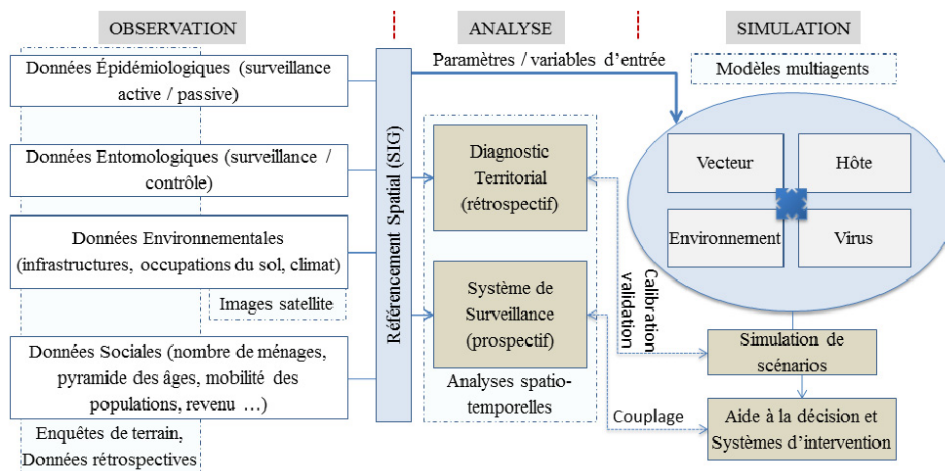 OBSERVATION
ANALYSE
SIMULATION
Données Épidémiologiques (surveillance
active / passive)
Données Entomologiques (surveillance /
contrôle)
Données Environnementales
(infrastructures, occupations du sol, climat)
Images satellite
Données Sociales (nombre de ménages,
pyramide des âges, mobilité des
populations, revenu ...)
Enquêtes de terrain,
Données rétrospectives
Référencement Spatial (SIG)
Paramètres / variables d'entrée
Diagnostic
Territorial
(rétrospectif)
Système de
Surveillance
(prospectif)
Analyses spatio-
temporelles
Calibration
validation
Couplage
Modèles multiagents
Vecteur
Hôte
Environnement
Virus
Simulation de
scénarios
Aide à la décision et
Systèmes d'intervention